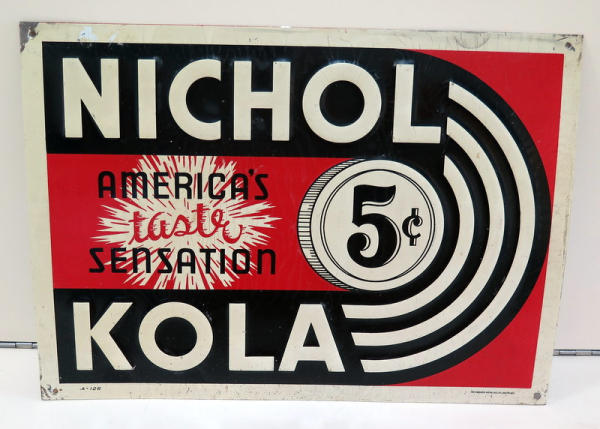 NICHOL
AMERICA'S
taste
SENSATION
5¢
KOLA
A-126